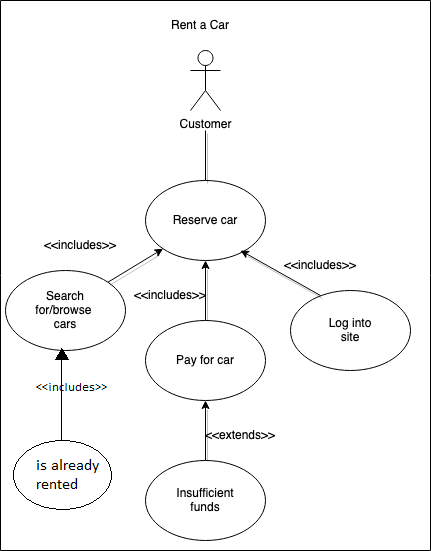 Rent a Car
Customer
Reserve car
<<includes>>
<<includes>>
<<includes>>
Search
for/browse
cars
Log into
site
Pay for car
<<includes>>
<<extends>>
is already
rented
Insufficient
funds